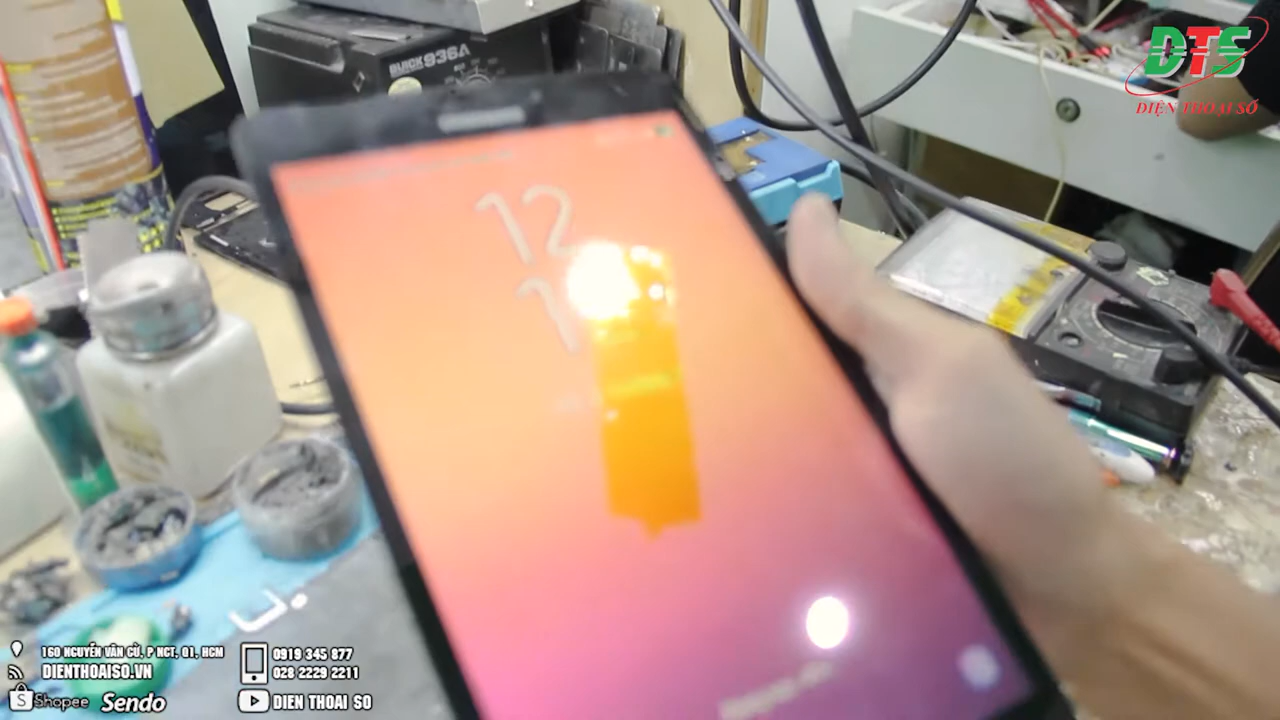 QUICK 936A
DTS
ĐIỆN THOẠI SỐ
12
160 NGUYỄN VĂN CỪ, P NCT, Q1, HCM
DIENTHOAISO.VN
Shopee Sendo
0919 345 877
028 2229 2211
DIEN THOAI SO